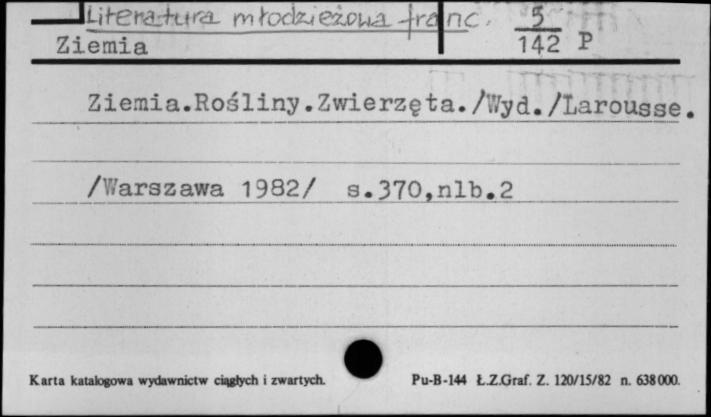 Literatura młodzieżowa franc. 5
Ziemia 142 P
Ziemia.Rośliny.Zwierzęta./Wyd./Larousse.
/Warszawa 1982/ s.370,nlb.2
Karta katalogowa wydawnictw ciągłych i zwartych. Pu-B-144 Ł.Z.Graf. Z. 120/15/82 n. 638000.